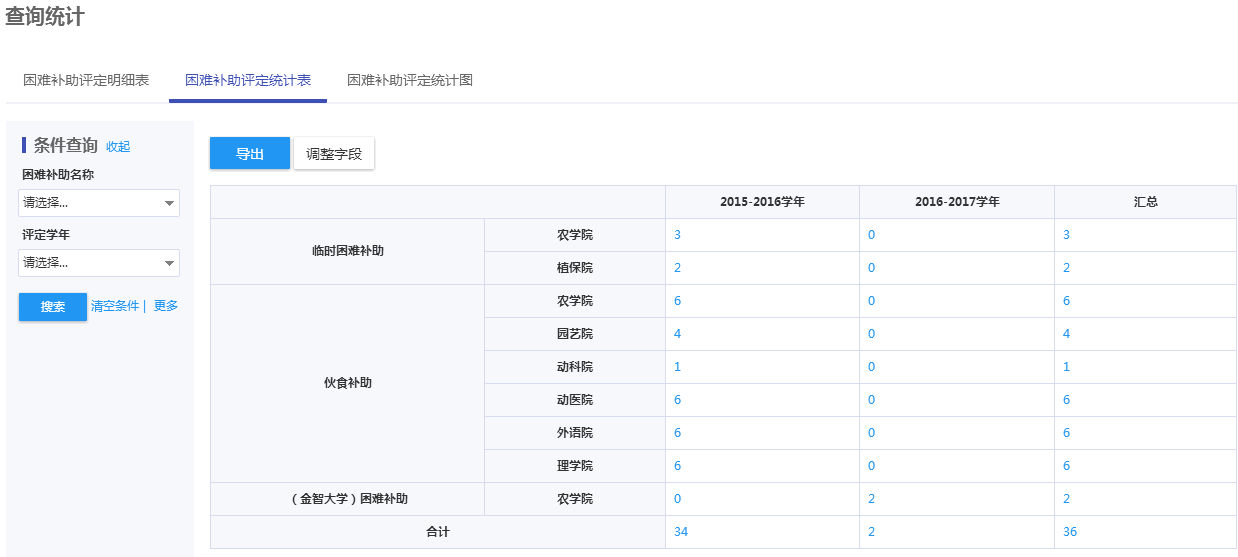 查询统计
困难补助评定明细表 困难补助评定统计表 困难补助评定统计图
条件查询 收起
困难补助名称
请选择...
评定学年
请选择...
搜索 清空条件 | 更多
导出 调整字段
2015-2016学年 2016-2017学年 汇总
临时困难补助 农学院 3 0 3
植保院 2 0 2
伙食补助 农学院 6 0 6
园艺院 4 0 4
动科院 1 0 1
动医院 6 0 6
外语院 6 0 6
理学院 6 0 6
（金智大学）困难补助 农学院 0 2 2
合计 34 2 36